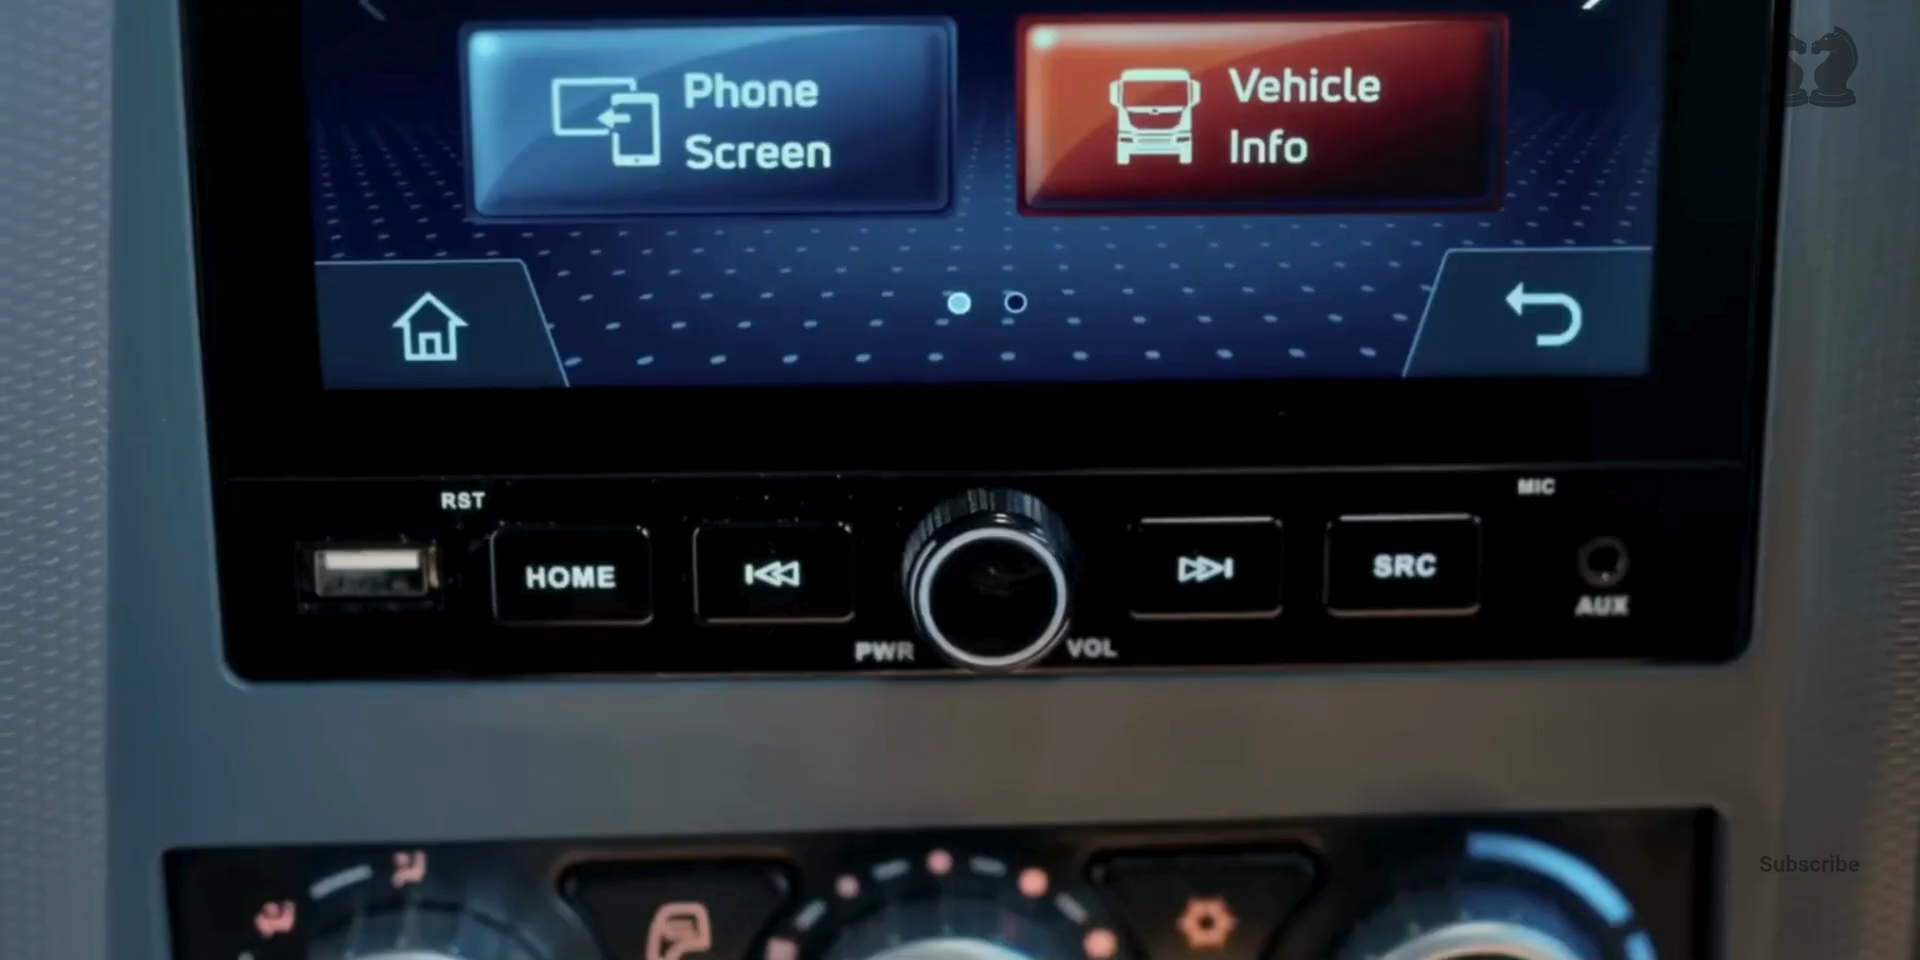 Phone
Screen
Vehicle
Info
RST
MIC
HOME
SRC
AUX
PWR
VOL
Subscribe